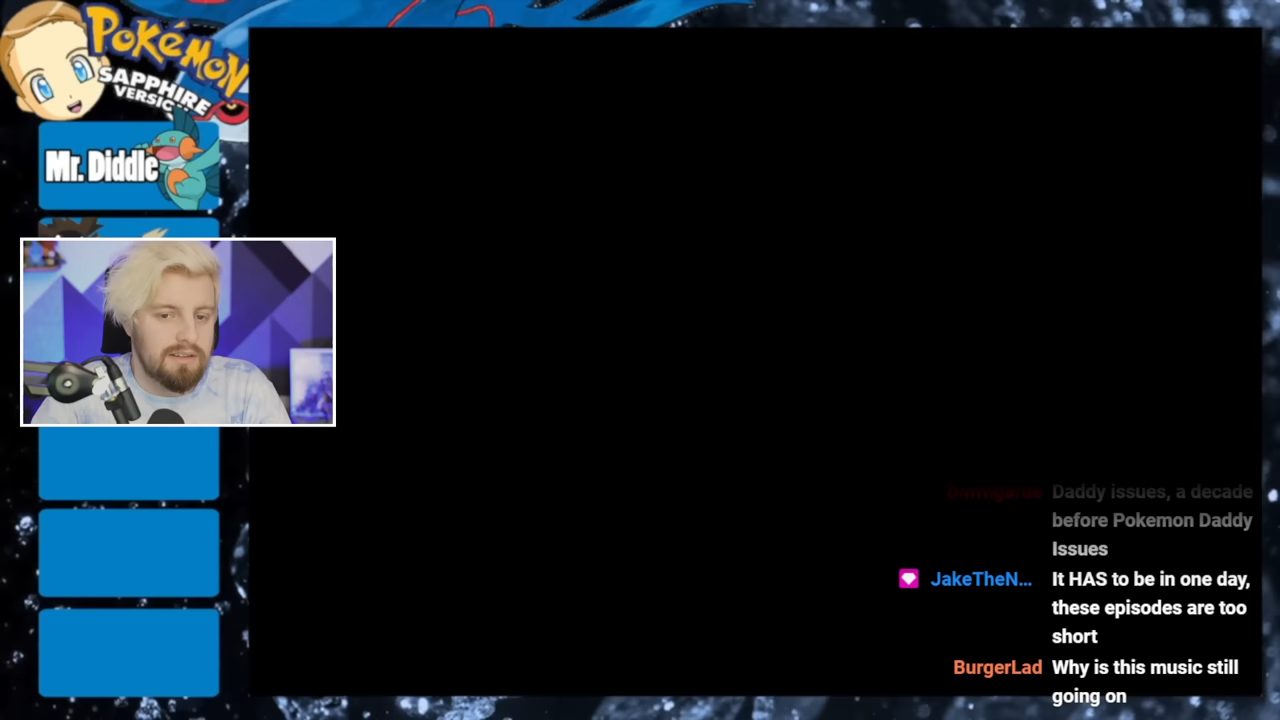 Pokémon
SAPPHIRE
VERSIO
Mr. Diddle
Daddy issues, a decade
before Pokemon Daddy
Issues
JakeTheN... It HAS to be in one day,
these episodes are too
short
BurgerLad Why is this music still
going on